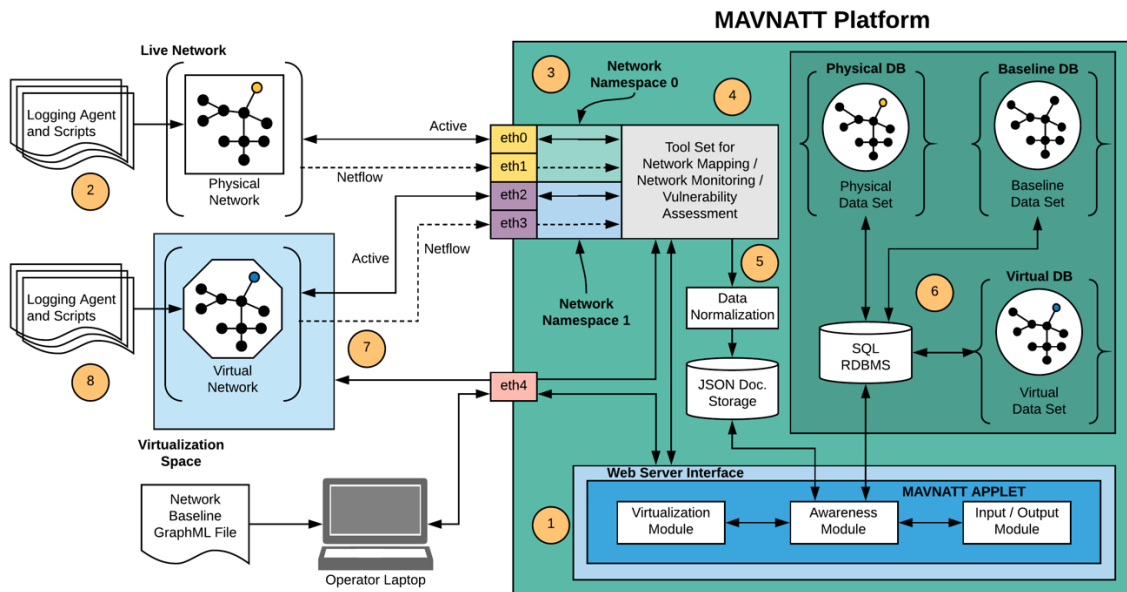 MAVNATT Platform
Live Network
Logging Agent
and Scripts
2
Physical
Network
Active
Netflow
3
Network
Namespace 0
4
eth0
eth1
eth2
eth3
Tool Set for
Network Mapping /
Network Monitoring /
Vulnerability
Assessment
Physical DB
Physical
Data Set
Baseline DB
Baseline
Data Set
Logging Agent
and Scripts
8
Virtual
Network
Active
Netflow
7
Network
Namespace 1
5
Data
Normalization
JSON Doc.
Storage
6
SQL
RDBMS
Virtual DB
Virtual
Data Set
eth4
Virtualization
Space
Network
Baseline
GraphML File
Operator Laptop
Web Server Interface
MAVNATT APPLET
1
Virtualization
Module
Awareness
Module
Input / Output
Module